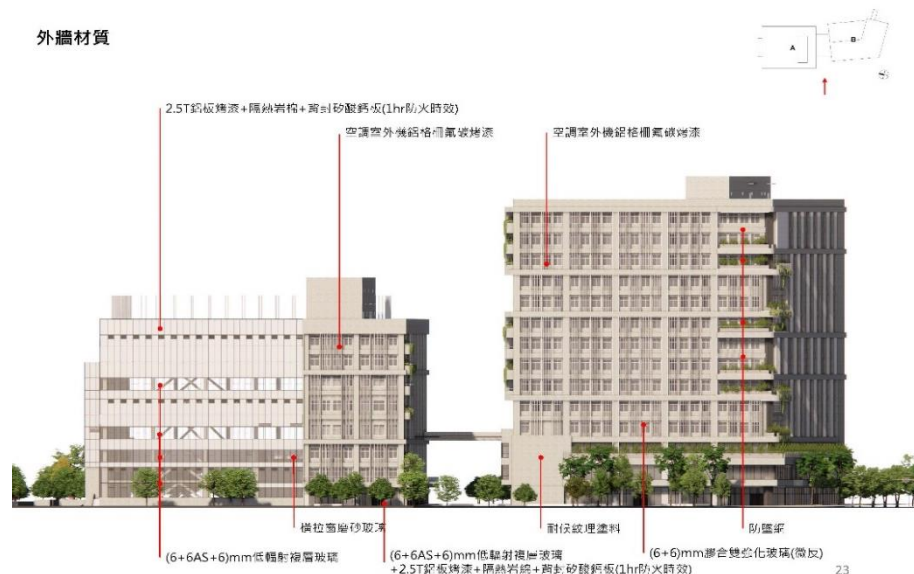 外牆材質
A
B
2.5T鋁板烤漆+隔熱岩棉+背封矽酸鈣板(1hr防火時效)
空調室外機鋁格柵氟碳烤漆
空調室外機鋁格柵氟碳烤漆
橫拉窗磨砂玻璃
耐候紋理塗料
防墜網
(6+6AS+6)mm低輻射複層玻璃
(6+6AS+6)mm低輻射複層玻璃
+2.5T鋁板烤漆+隔熱岩棉+背封矽酸鈣板(1hr防火時效)
(6+6)mm膠合雙強化玻璃(微反)
23